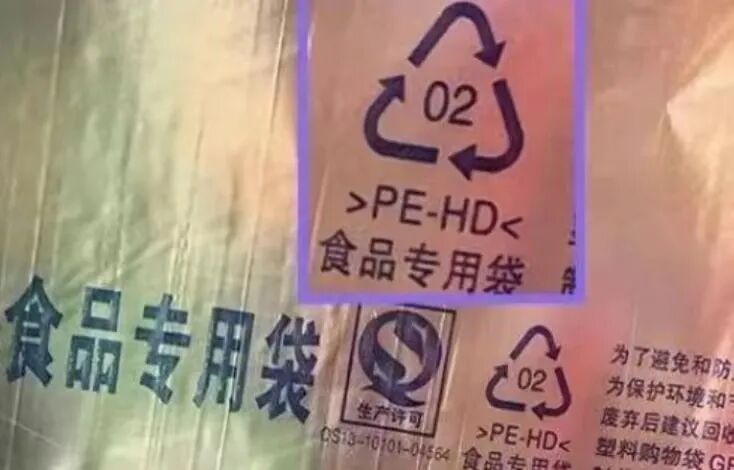 02
>PE-HD<
食品专用袋
食品专用袋
生产许可
QS13-10101-04564
02
>PE-HD<
食品专用袋
为了避免和防
为保护环境和
废弃后建议回收
塑料购物袋 GB